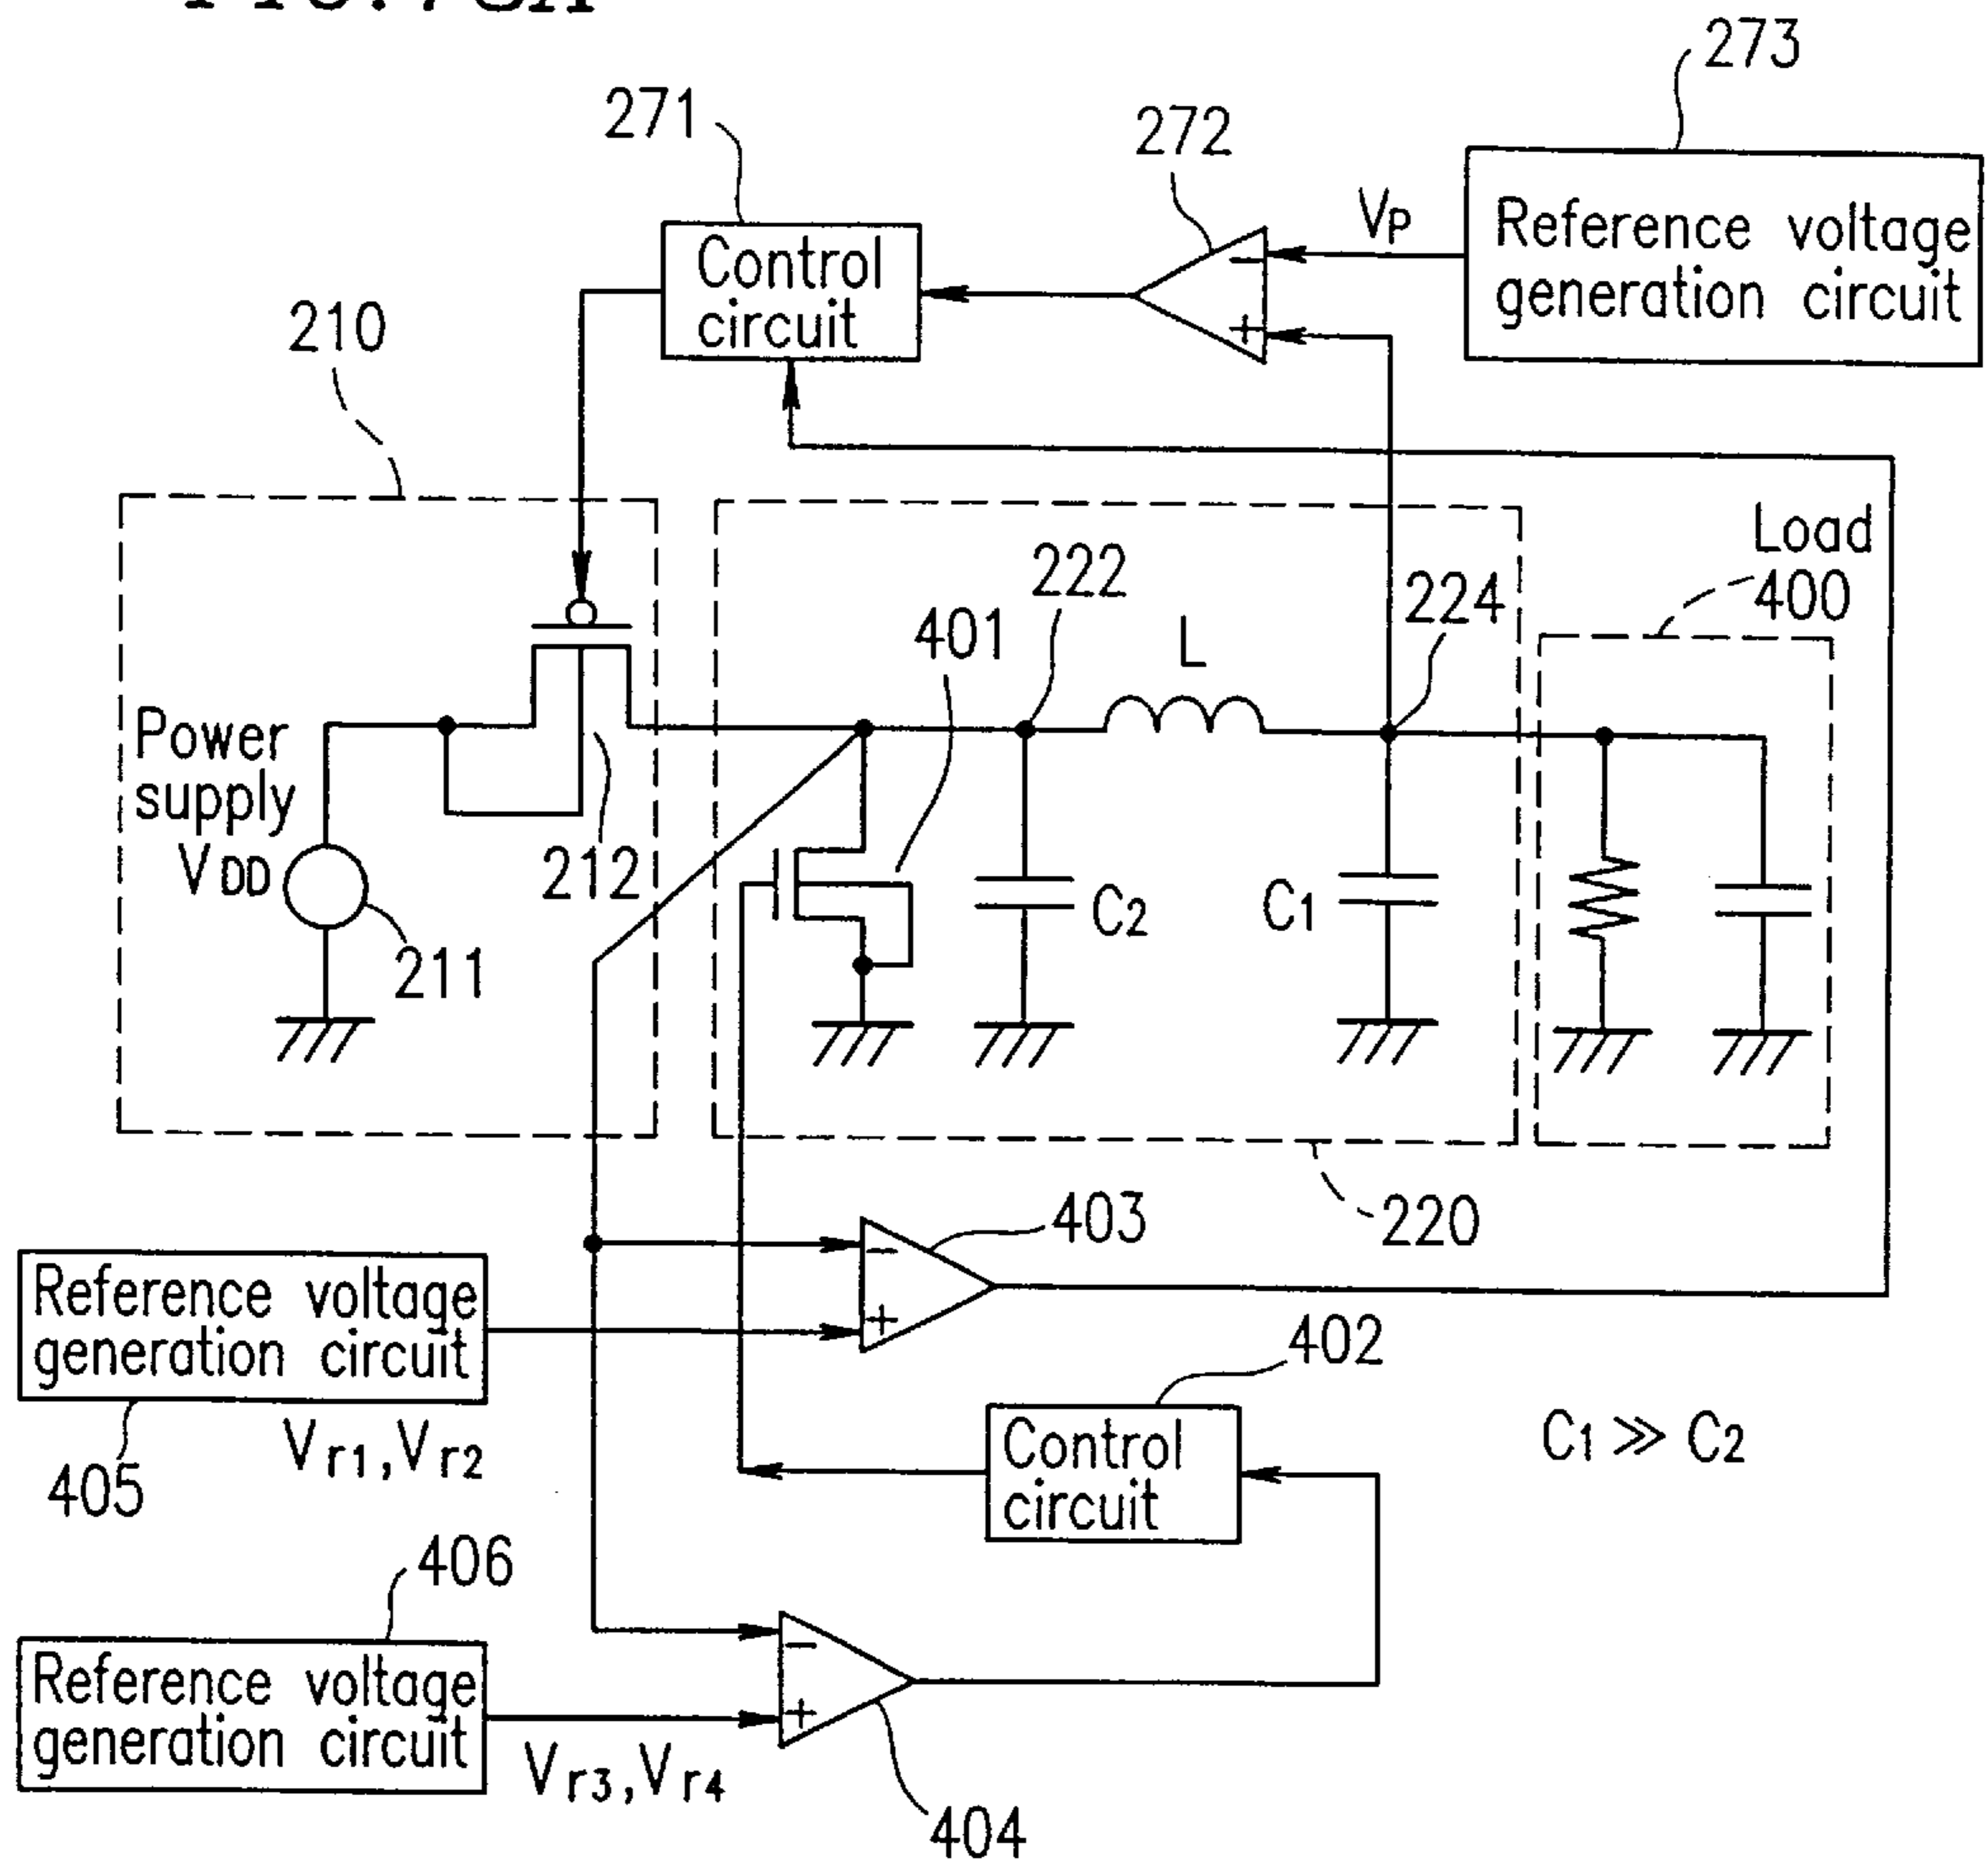 273
271
272
VP
Reference voltage
generation circuit
Control
circuit
210
Load
400
222
224
401
L
Power
supply
VDD
212
211
C2
C1
403
220
Reference voltage
generation circuit
402
Vr1,Vr2
405
Control
circuit
C1 ≫ C2
406
Reference voltage
generation circuit
Vr3,Vr4
404
− + − + − +